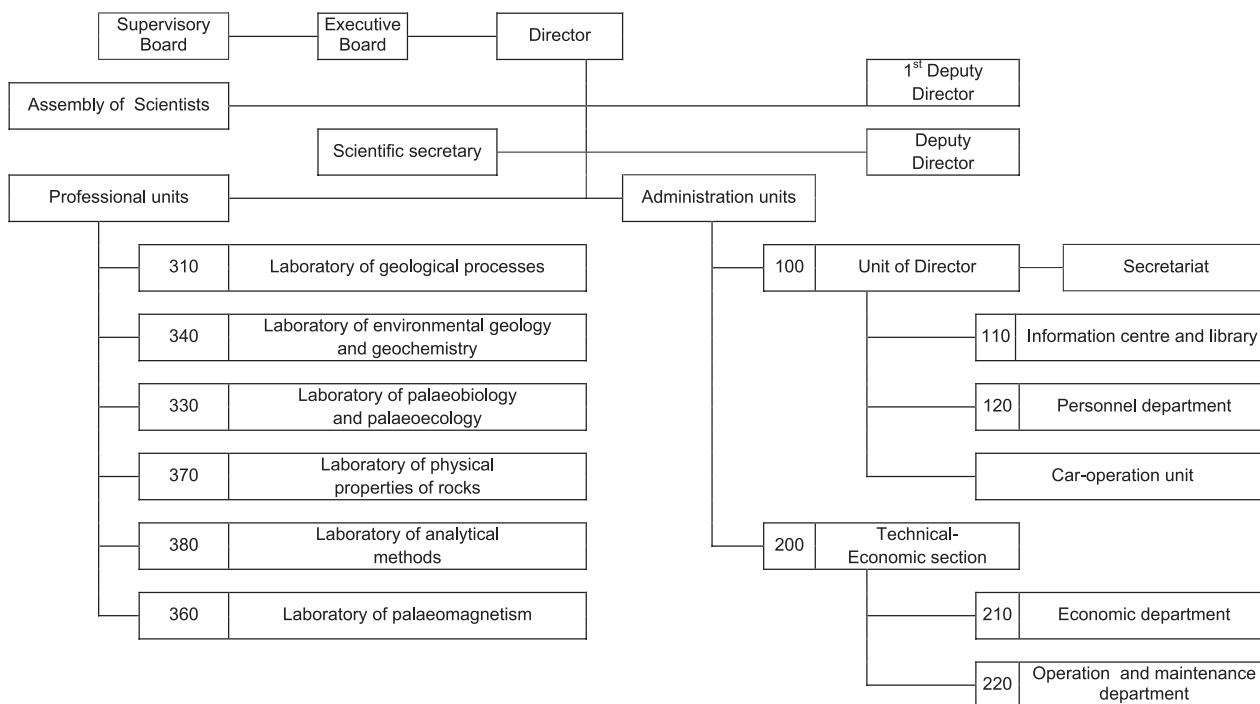 Supervisory
Board
Executive
Board
Director
1st Deputy
Director
Assembly of Scientists
Scientific secretary
Deputy
Director
Professional units
Administration units
310
Laboratory of geological processes
340
Laboratory of environmental geology
and geochemistry
330
Laboratory of palaeobiology
and palaeoecology
370
Laboratory of physical
properties of rocks
380
Laboratory of analytical
methods
360
Laboratory of palaeomagnetism
100
Unit of Director
Secretariat
110
Information centre and library
120
Personnel department
Car-operation unit
200
Technical-
Economic section
210
Economic department
220
Operation and maintenance
department